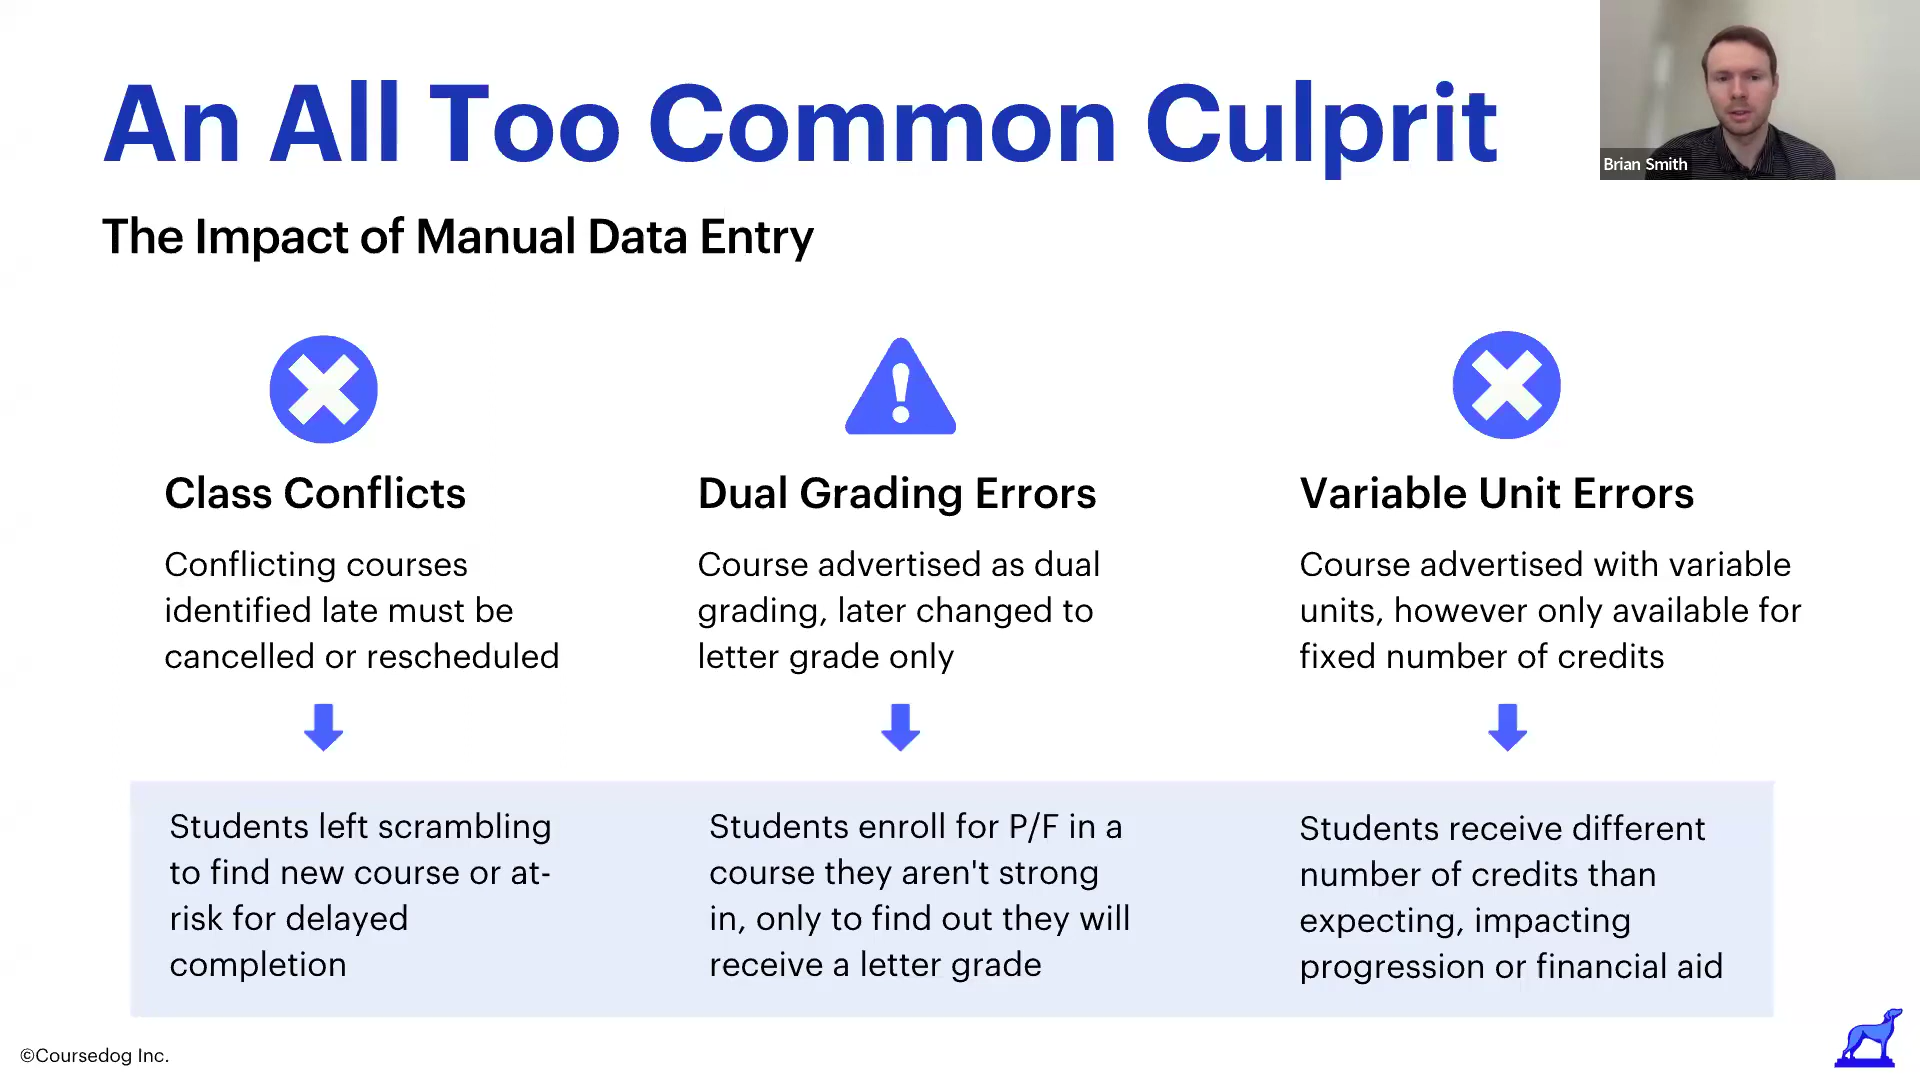 An All Too Common Culprit
Brian Smith
The Impact of Manual Data Entry
Class Conflicts
Conflicting courses
identified late must be
cancelled or rescheduled
Students left scrambling
to find new course or at-
risk for delayed
completion
Dual Grading Errors
Course advertised as dual
grading, later changed to
letter grade only
Students enroll for P/F in a
course they aren't strong
in, only to find out they will
receive a letter grade
Variable Unit Errors
Course advertised with variable
units, however only available for
fixed number of credits
Students receive different
number of credits than
expecting, impacting
progression or financial aid
©Coursedog Inc.